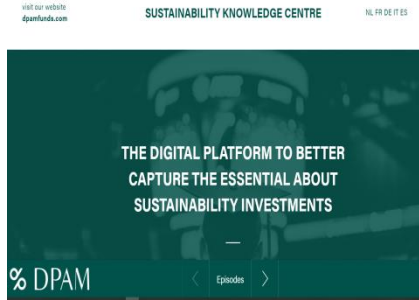 visit our website
dpamfunds.com
SUSTAINABILITY KNOWLEDGE CENTRE
NL FR DE IT ES
THE DIGITAL PLATFORM TO BETTER
CAPTURE THE ESSENTIAL ABOUT
SUSTAINABILITY INVESTMENTS
DPAM
Episodes